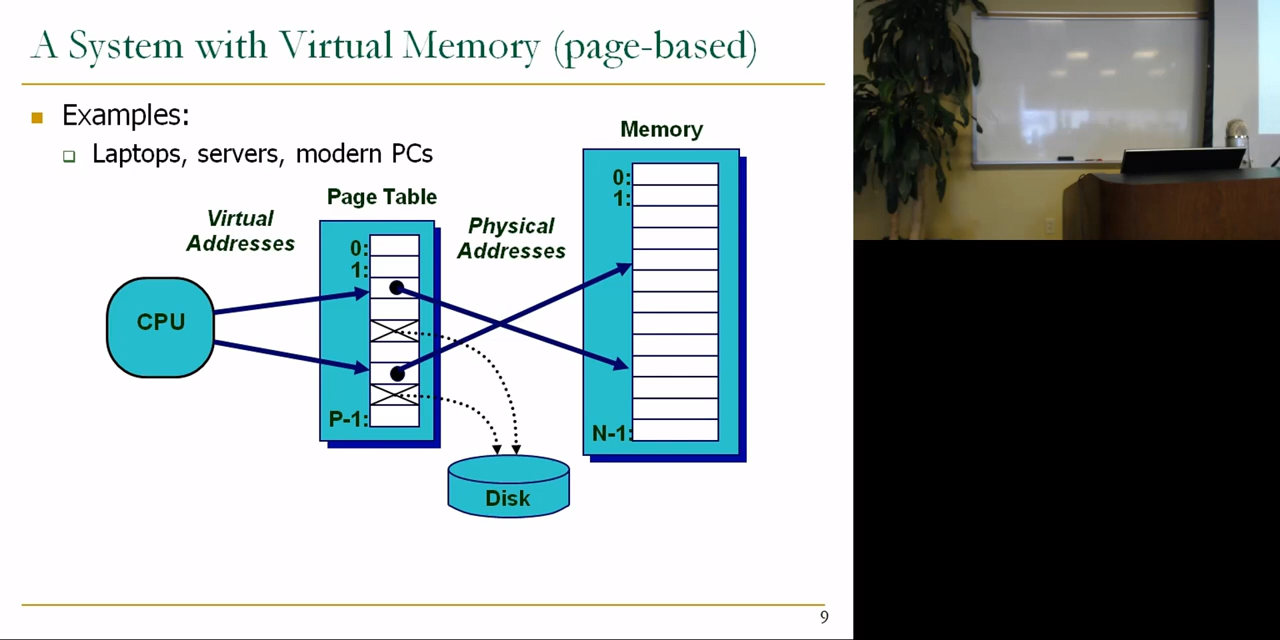 A System with Virtual Memory (page-based)
Examples:
Laptops, servers, modern PCs
Memory
Page Table
Virtual
Addresses
Physical
Addresses
0:
1:
0:
1:
CPU
P-1:
N-1:
Disk
9